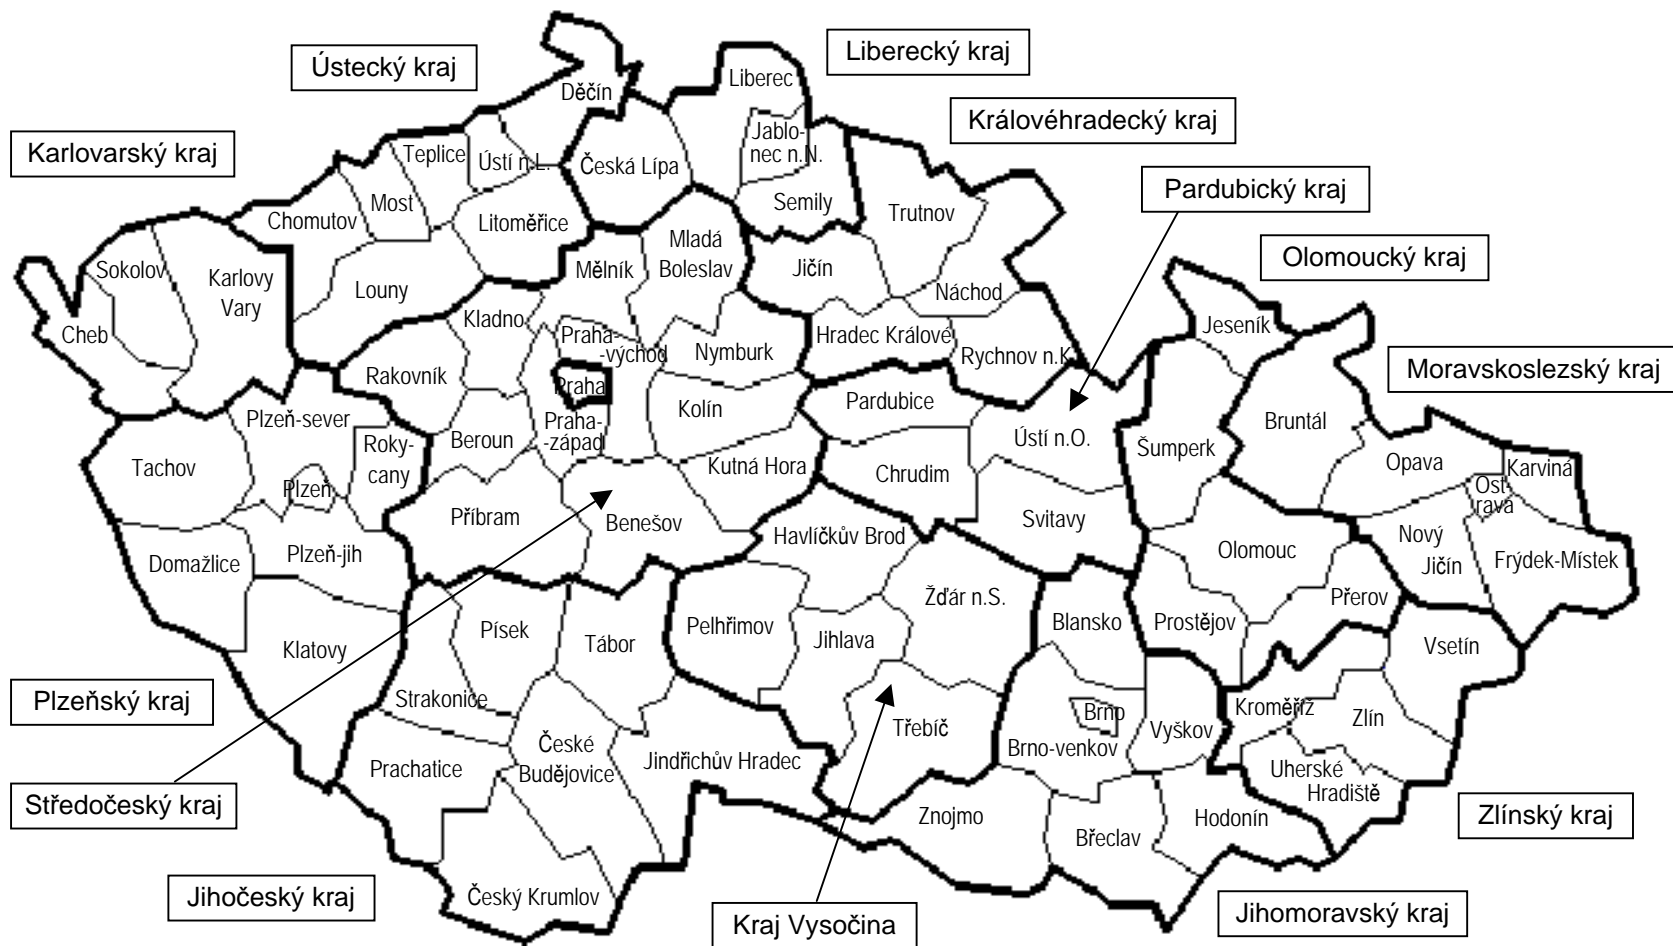 Ústecký kraj
Liberecký kraj
Královéhradecký kraj
Karlovarský kraj
Pardubický kraj
Olomoucký kraj
Moravskoslezský kraj
Plzeňský kraj
Středočeský kraj
Jihočeský kraj
Kraj Vysočina
Jihomoravský kraj
Zlínský kraj
Děčín
Liberec
Teplice
Ústí n.L.
Česká Lípa
Jablo-
nec n.N.
Semily
Trutnov
Chomutov
Most
Litoměřice
Mladá
Boleslav
Jičín
Náchod
Sokolov
Karlovy
Vary
Cheb
Louny
Mělník
Kladno
Praha-
-východ
Nymburk
Hradec Králové
Rychnov n.K.
Jeseník
Rakovník
Praha
Kolín
Pardubice
Ústí n.O.
Šumperk
Bruntál
Plzeň-sever
Roky-
cany
Beroun
Praha-
-západ
Kutná Hora
Chrudim
Opava
Karviná
Ost-
rava
Tachov
Plzeň
Příbram
Benešov
Svitavy
Olomouc
Nový
Jičín
Frýdek-Místek
Domažlice
Plzeň-jih
Havlíčkův Brod
Žďár n.S.
Přerov
Klatovy
Písek
Tábor
Pelhřimov
Jihlava
Blansko
Prostějov
Vsetín
Strakonice
Kroměříž
Zlín
Prachatice
České
Budějovice
Jindřichův Hradec
Třebíč
Brno
Brno-venkov
Vyškov
Uherské
Hradiště
Znojmo
Břeclav
Hodonín
Český Krumlov